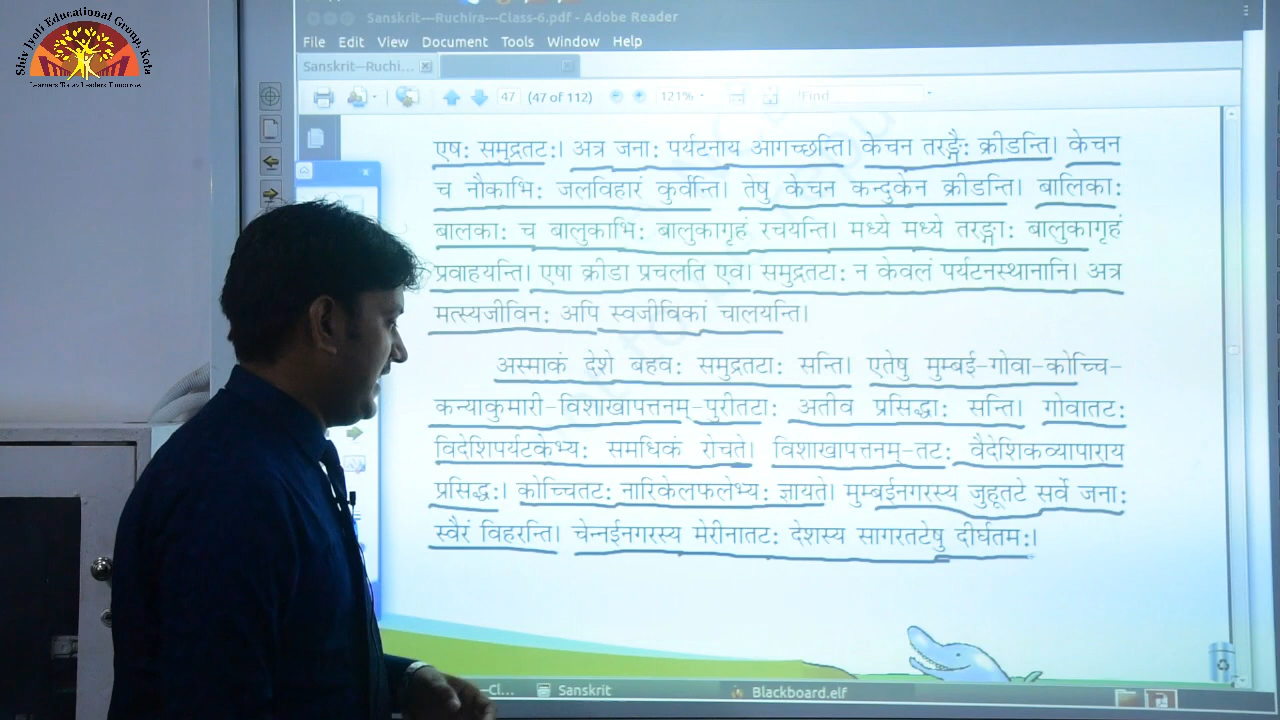 Shiv Jyoti Educational Group, Kota
Sanskrit---Ruchira---Class-6.pdf - Adobe Reader
File Edit View Document Tools Window Help
Sanskrit--Ruchi...
47 (47 of 112) 121% Find
एषः समुद्रतटः। अत्र जनाः पर्यटनाय आगच्छन्ति। केचन तरङ्गैः क्रीडन्ति। केचन
च नौकाभिः जलविहारं कुर्वन्ति। तेषु केचन कन्दुकेन क्रीडन्ति। बालिकाः
बालकाः च बालुकाभिः बालुकागृहं रचयन्ति। मध्ये मध्ये तरङ्गाः बालुकागृहं
प्रवाहयन्ति। एषा क्रीडा प्रचलति एव। समुद्रतटाः न केवलं पर्यटनस्थानानि। अत्र
मत्स्यजीविनः अपि स्वजीविकां चालयन्ति।
अस्माकं देशे बहवः समुद्रतटाः सन्ति। एतेषु मुम्बई-गोवा-कोच्चि-
कन्याकुमारी-विशाखापत्तनम्-पुरीतटाः अतीव प्रसिद्धाः सन्ति। गोवातटः
विदेशिपर्यटकेभ्यः समधिकं रोचते। विशाखापत्तनम्-तटः वैदेशिकव्यापाराय
प्रसिद्धः। कोच्चितटः नारिकेलफलेभ्यः ज्ञायते। मुम्बईनगरस्य जुहूतटे सर्वे जनाः
स्वैरं विहरन्ति। चेन्नईनगरस्य मेरीनातटः देशस्य सागरतटेषु दीर्घतमः।
--Cl... Sanskrit Blackboard.elf